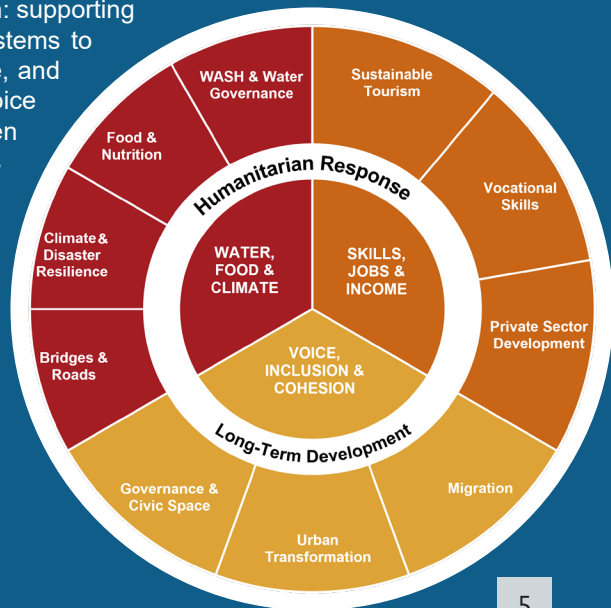 n: supporting
stems to
e, and
oice
en
WASH & Water
Governance
Sustainable
Tourism
Food &
Nutrition
Vocational
Skills
Climate &
Disaster
Resilience
Private Sector
Development
Bridges &
Roads
Humanitarian Response
WATER,
FOOD &
CLIMATE
SKILLS,
JOBS &
INCOME
VOICE,
INCLUSION &
COHESION
Long-Term Development
Governance &
Civic Space
Urban
Transformation
Migration
5